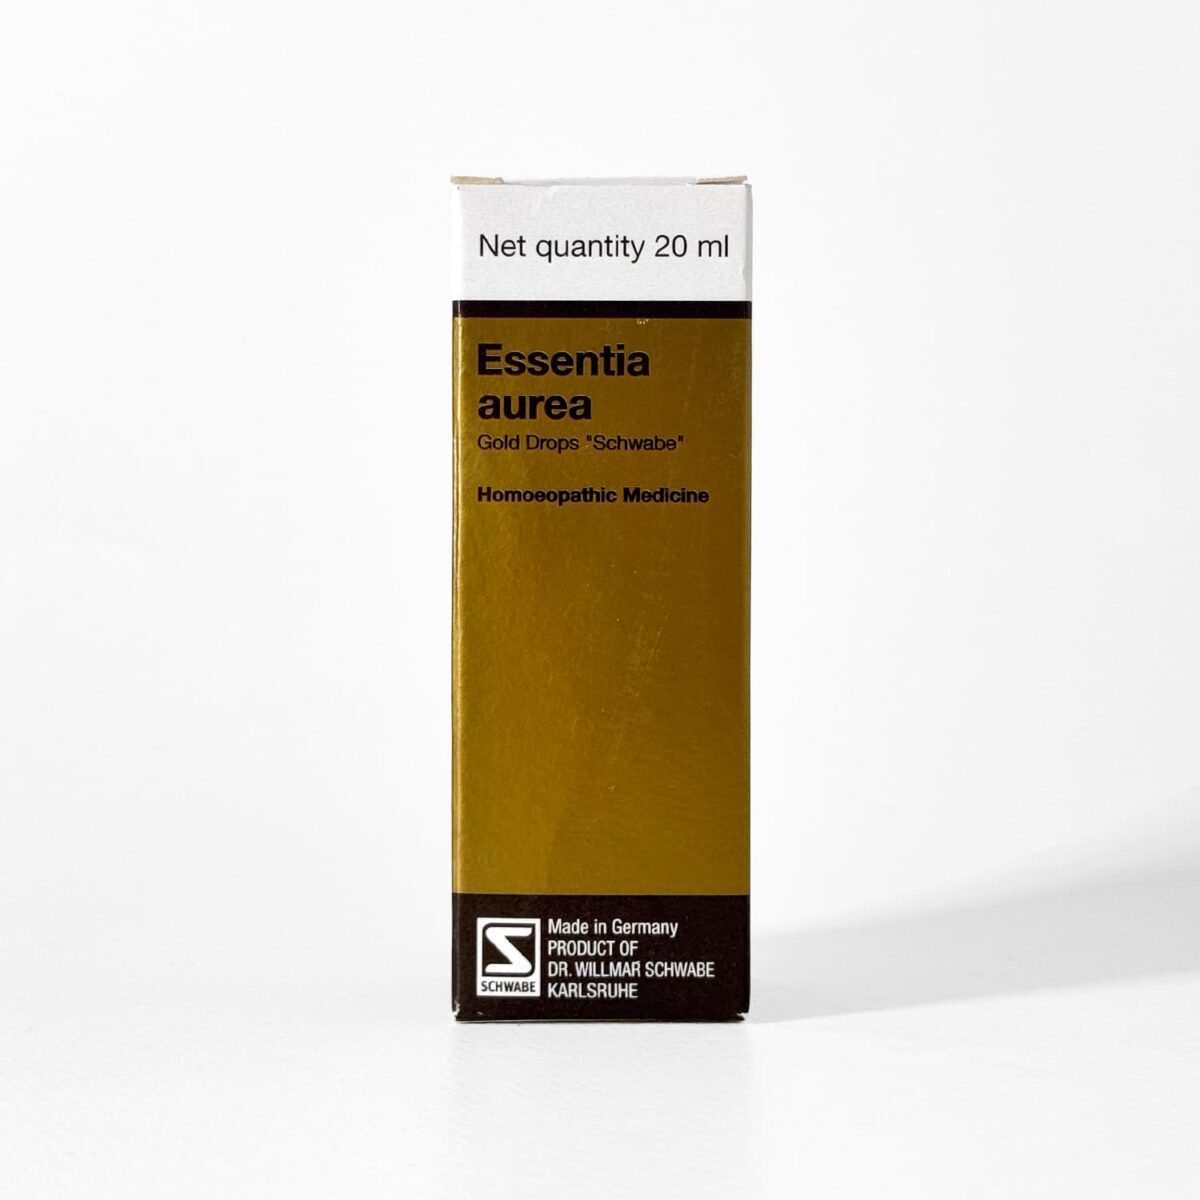 Net quantity 20 ml
Essentia
aurea
Gold Drops "Schwabe"
Homoeopathic Medicine
Made in Germany
PRODUCT OF
DR. WILLMAR SCHWABE
KARLSRUHE
SCHWABE